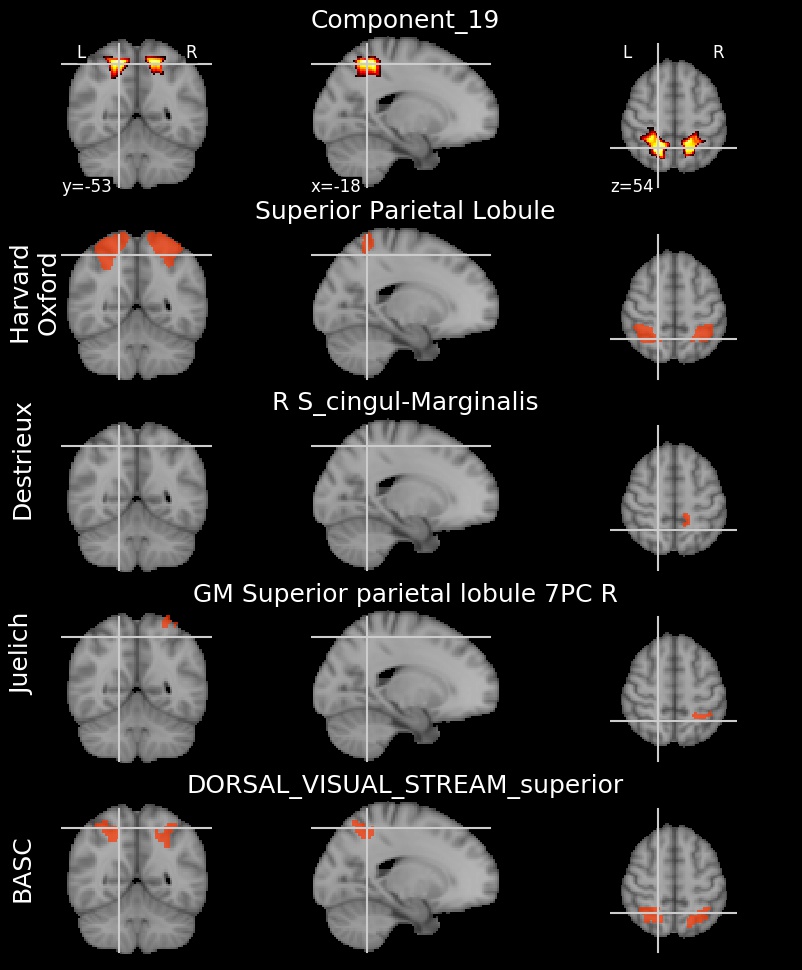 Component_19
L R
L R
y=-53
x=-18
z=54
Superior Parietal Lobule
Harvard
Oxford
R S_cingul-Marginalis
Destrieux
GM Superior parietal lobule 7PC R
Juelich
DORSAL_VISUAL_STREAM_superior
BASC